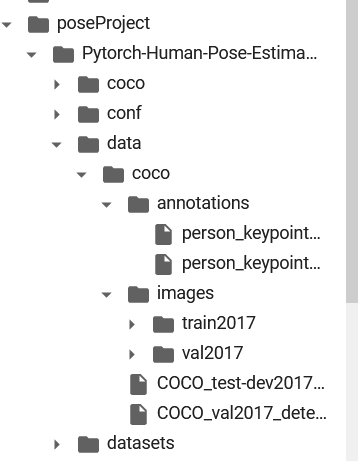 poseProject
Pytorch-Human-Pose-Estima...
coco
conf
data
coco
annotations
person_keypoint...
person_keypoint...
images
train2017
val2017
COCO_test-dev2017...
COCO_val2017_dete...
datasets